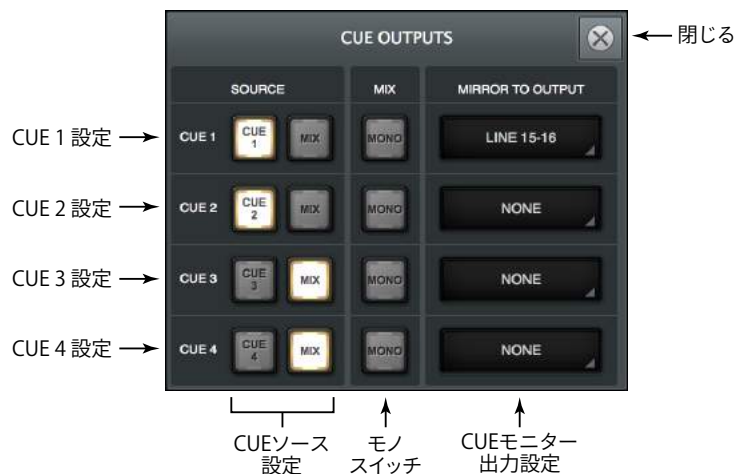 CUE OUTPUTS
閉じる
SOURCE MIX MIRROR TO OUTPUT
CUE 1 設定 CUE 1 CUE 1 MIX MONO LINE 15-16
CUE 2 設定 CUE 2 CUE 2 MIX MONO NONE
CUE 3 設定 CUE 3 CUE 3 MIX MONO NONE
CUE 4 設定 CUE 4 CUE 4 MIX MONO NONE
CUEソース
設定
モノ
スイッチ
CUEモニター
出力設定